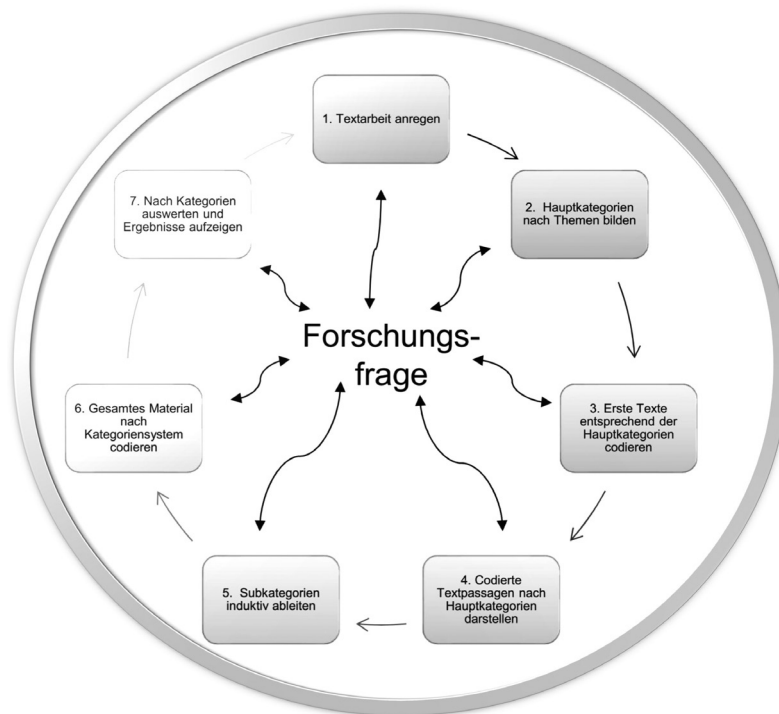 1. Textarbeit anregen
2. Hauptkategorien
nach Themen bilden
3. Erste Texte
entsprechend der
Hauptkategorien
codieren
4. Codierte
Textpassagen nach
Hauptkategorien
darstellen
5. Subkategorien
induktiv ableiten
6. Gesamtes Material
nach
Kategoriensystem
codieren
7. Nach Kategorien
auswerten und
Ergebnisse aufzeigen
Forschungs-
frage